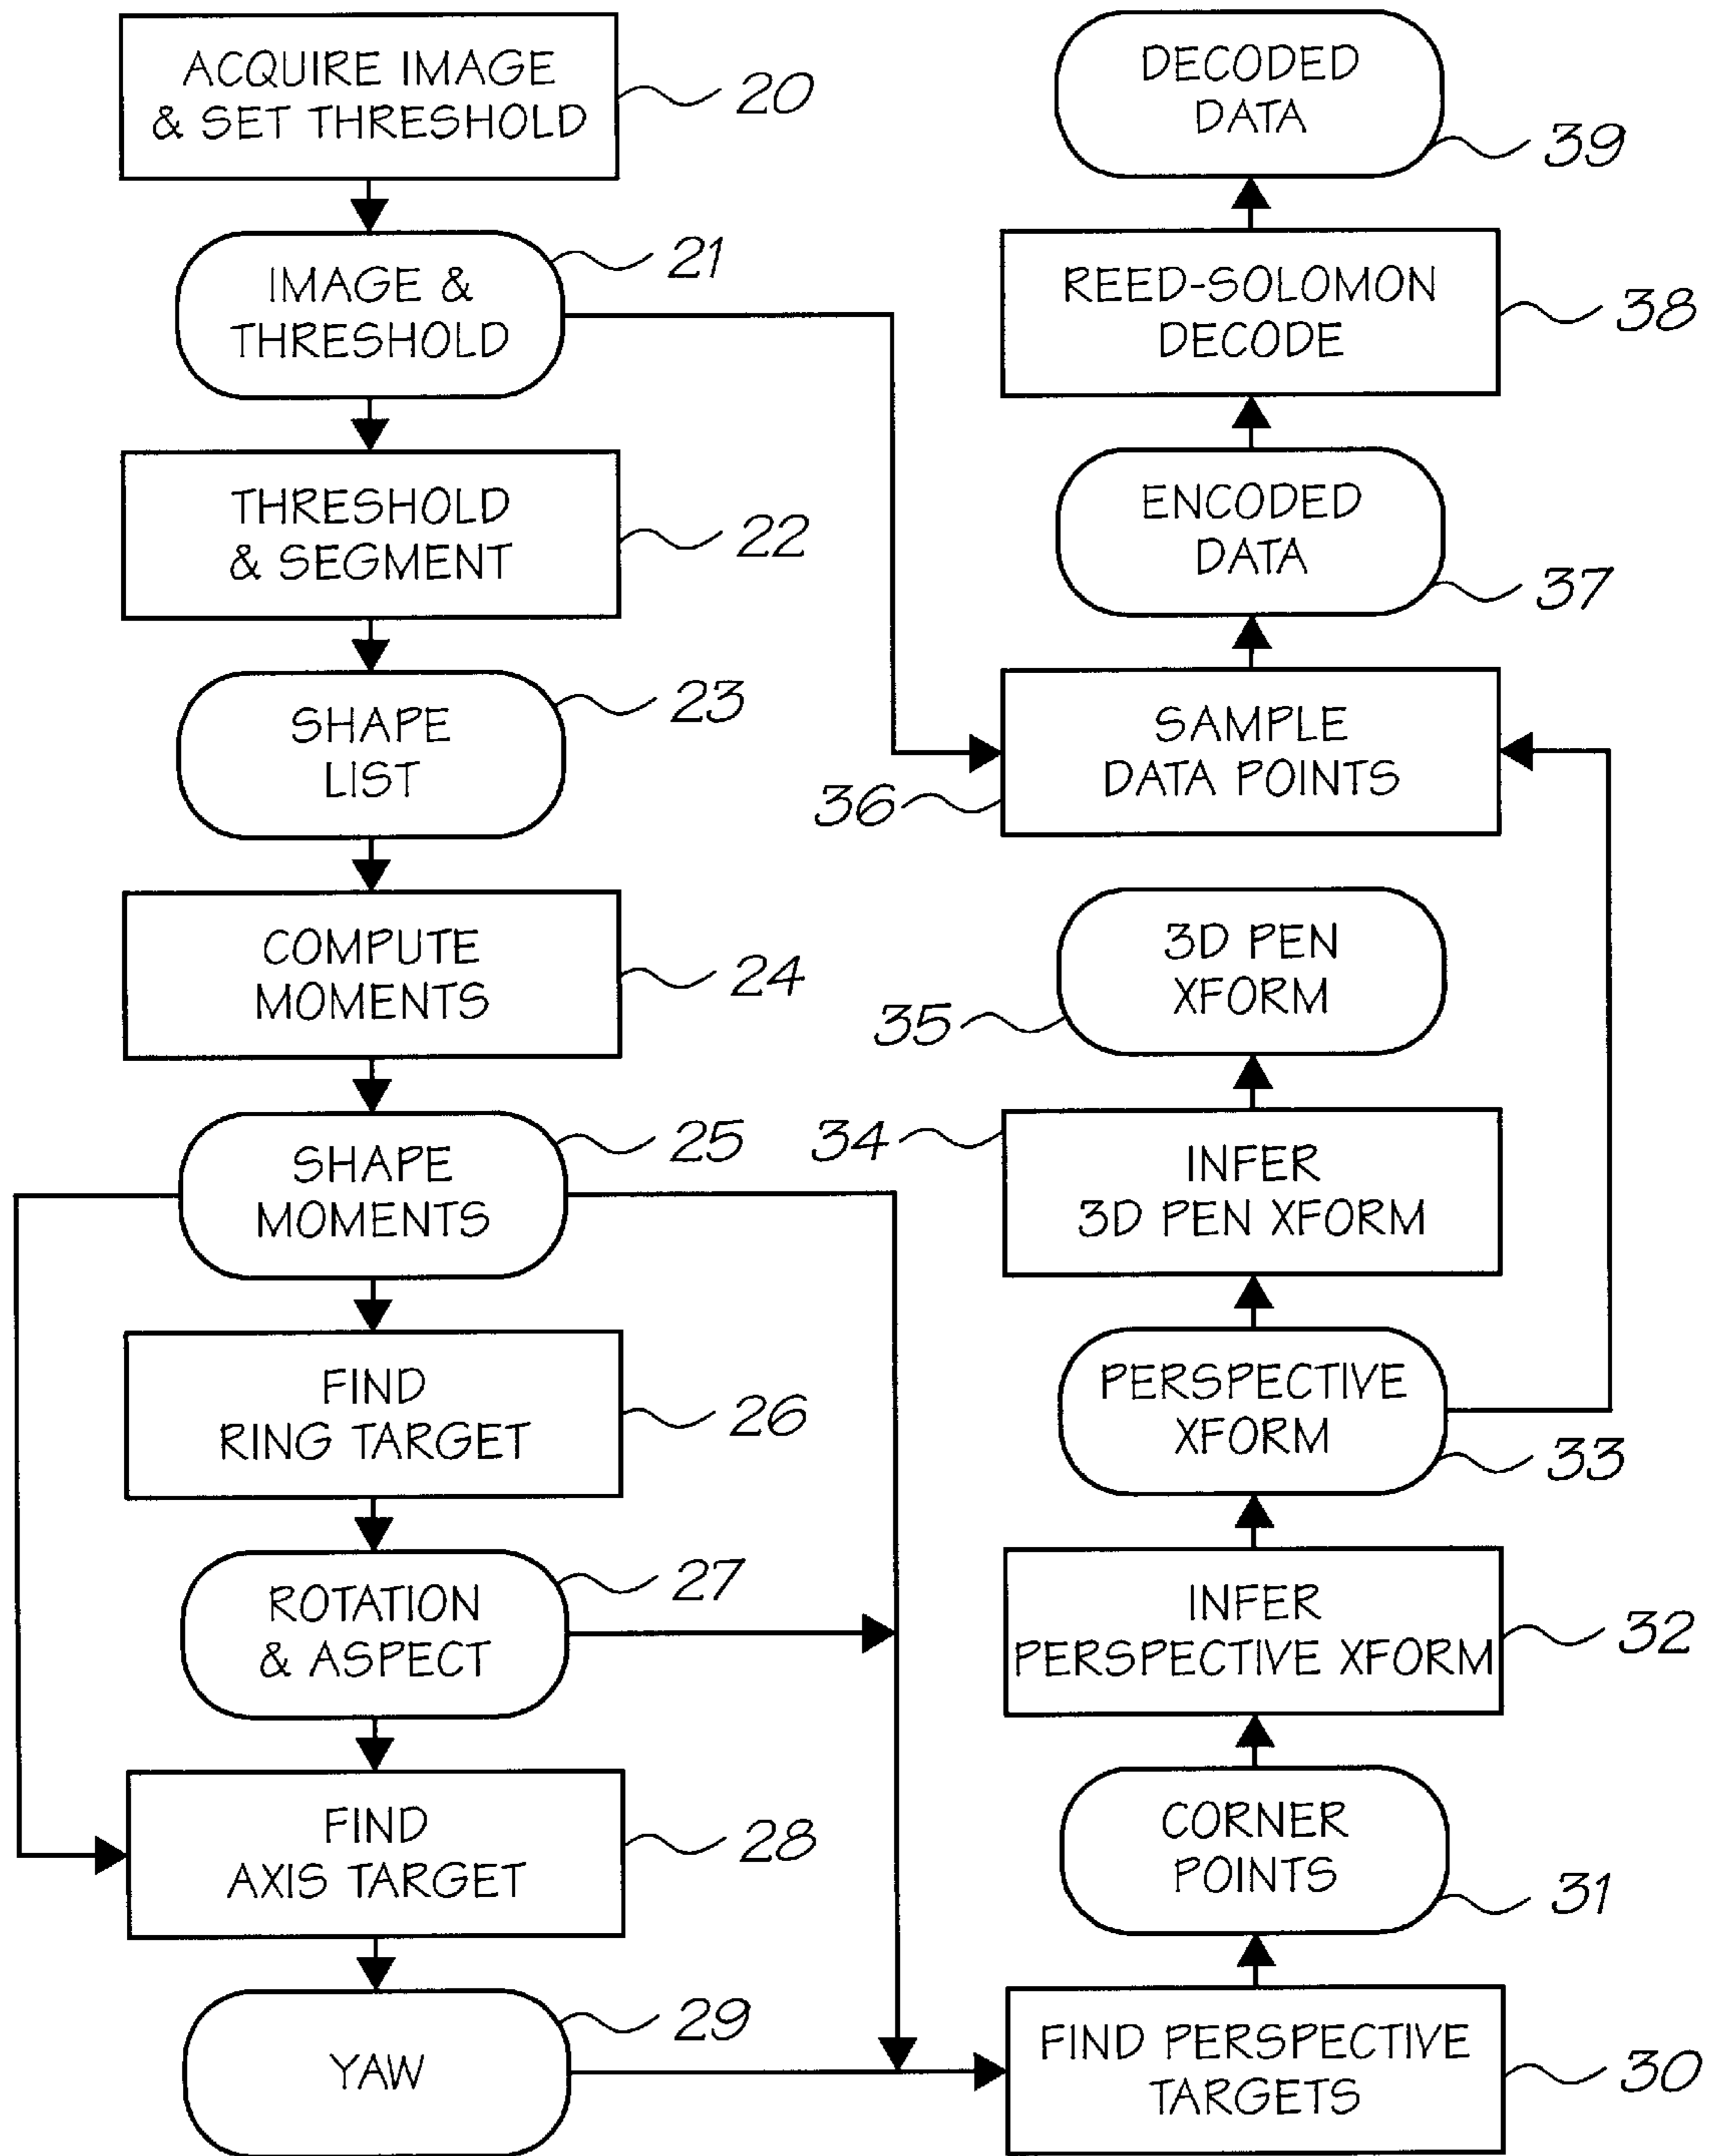 ACQUIRE IMAGE
& SET THRESHOLD
20
IMAGE &
THRESHOLD
21
THRESHOLD
& SEGMENT
22
SHAPE
LIST
23
COMPUTE
MOMENTS
24
SHAPE
MOMENTS
25
FIND
RING TARGET
26
ROTATION
& ASPECT
27
FIND
AXIS TARGET
28
YAW
29
DECODED
DATA
39
REED-SOLOMON
DECODE
38
ENCODED
DATA
37
SAMPLE
DATA POINTS
36
3D PEN
XFORM
35
INFER
3D PEN XFORM
34
PERSPECTIVE
XFORM
33
INFER
PERSPECTIVE XFORM
32
CORNER
POINTS
31
FIND PERSPECTIVE
TARGETS
30